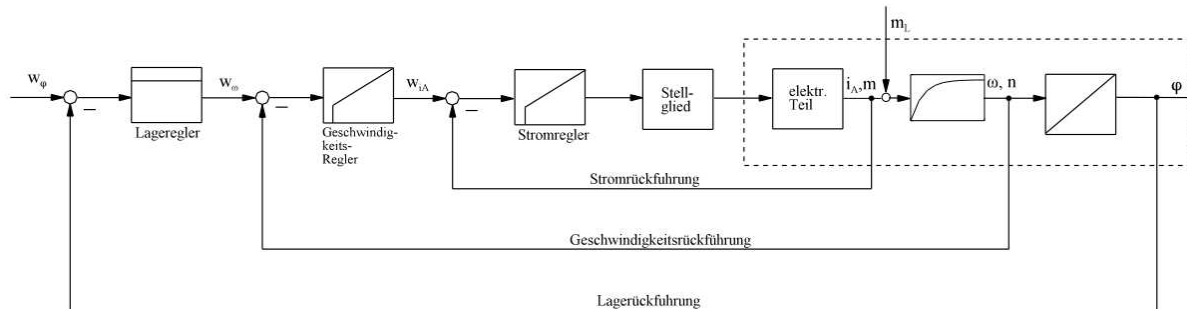 m_L
w_φ
w_ω
w_iA
i_A,m
ω, n
φ
Stell-
glied
elektr.
Teil
Lageregler
Geschwindig-
keits-
Regler
Stromregler
Stromrückfuhrung
Geschwindigkeitsrückführung
Lagerückfuhrung